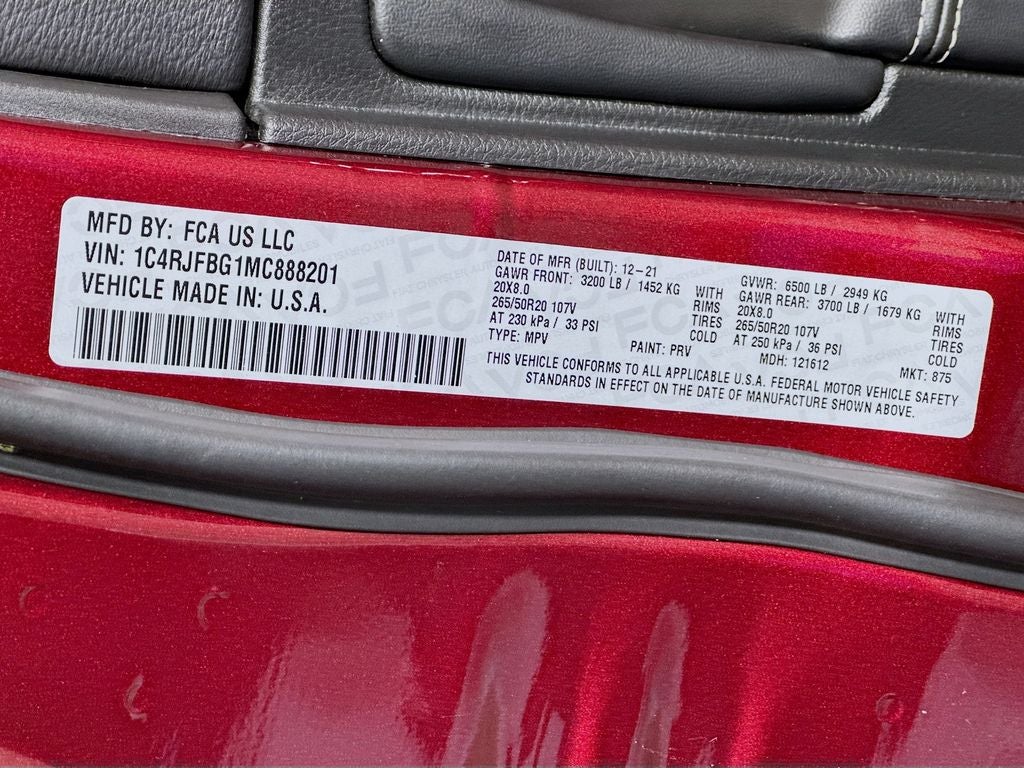 MFD BY: FCA US LLC
VIN: 1C4RJFBG1MC888201
VEHICLE MADE IN: U.S.A.
DATE OF MFR (BUILT): 12-21
GAWR FRONT: 3200 LB / 1452 KG WITH
20X8.0 RIMS
265/50R20 107V TIRES
AT 230 kPa / 33 PSI COLD
TYPE: MPV PAINT: PRV
GVWR: 6500 LB / 2949 KG
GAWR REAR: 3700 LB / 1679 KG WITH
20X8.0 RIMS
265/50R20 107V TIRES
AT 250 kPa / 36 PSI COLD
MDH: 121612 MKT: 875
THIS VEHICLE CONFORMS TO ALL APPLICABLE U.S.A. FEDERAL MOTOR VEHICLE SAFETY
STANDARDS IN EFFECT ON THE DATE OF MANUFACTURE SHOWN ABOVE.